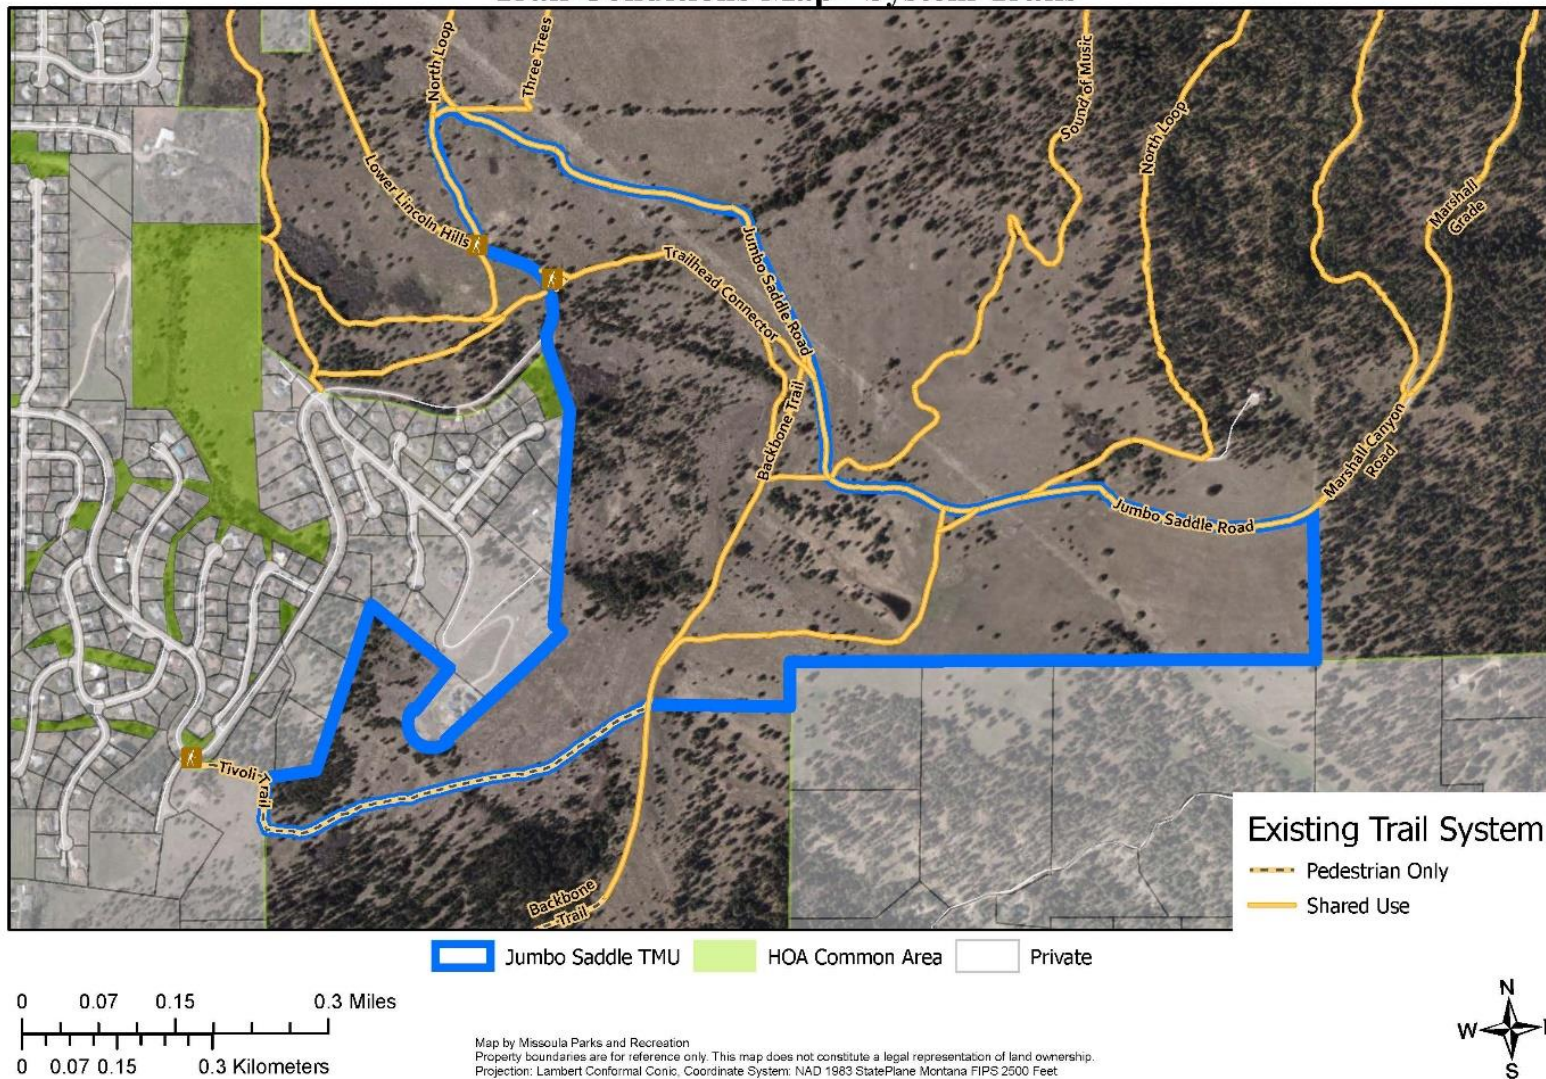 Trail Conditions Map - System Trails
North Loop
Three Trees
Sound of Music
North Loop
Lower Lincoln Hills
Marshall
Grade
Trailhead Connector
Jumbo Saddle Road
Backbone Trail
Marshall Canyon
Road
Jumbo Saddle Road
Tivoli Trail
Backbone
Trail
Existing Trail System
Pedestrian Only
Shared Use
Jumbo Saddle TMU HOA Common Area Private
0 0.07 0.15 0.3 Miles
0 0.07 0.15 0.3 Kilometers
Map by Missoula Parks and Recreation
Property boundaries are for reference only. This map does not constitute a legal representation of land ownership.
Projection: Lambert Conformal Conic, Coordinate System: NAD 1983 StatePlane Montana FIPS 2500 Feet
N
W
S